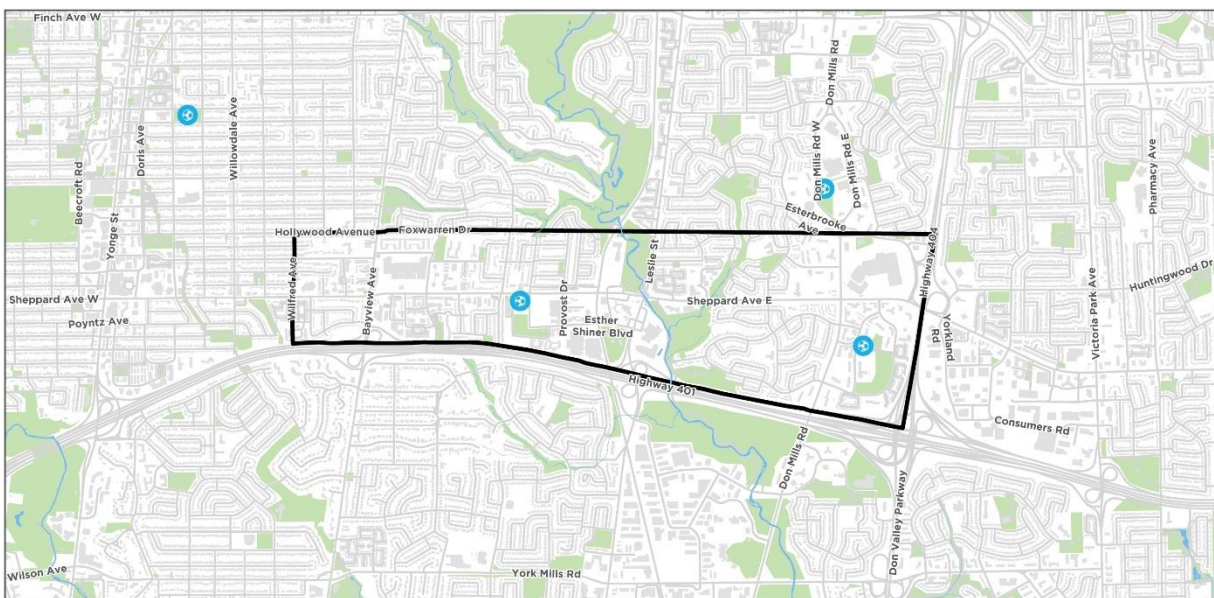 Finch Ave W
Don Mills Rd
Willowdale Ave
Doris Ave
Beecroft Rd
Yonge St
Don Mills Rd W
Don Mills Rd E
Pharmacy Ave
Esterbrooke
Ave
Hollywood Avenue
Foxwarren Dr
Leslie St
Highway 404
Huntingwood Dr
Sheppard Ave W
Wilfred Ave
Bayview Ave
Provost Dr
Sheppard Ave E
Poyntz Ave
Esther
Shiner Blvd
Yorkland
Rd
Victoria Park Ave
Highway 401
Consumers Rd
Don Mills Rd
Don Valley Parkway
Wilson Ave
York Mills Rd